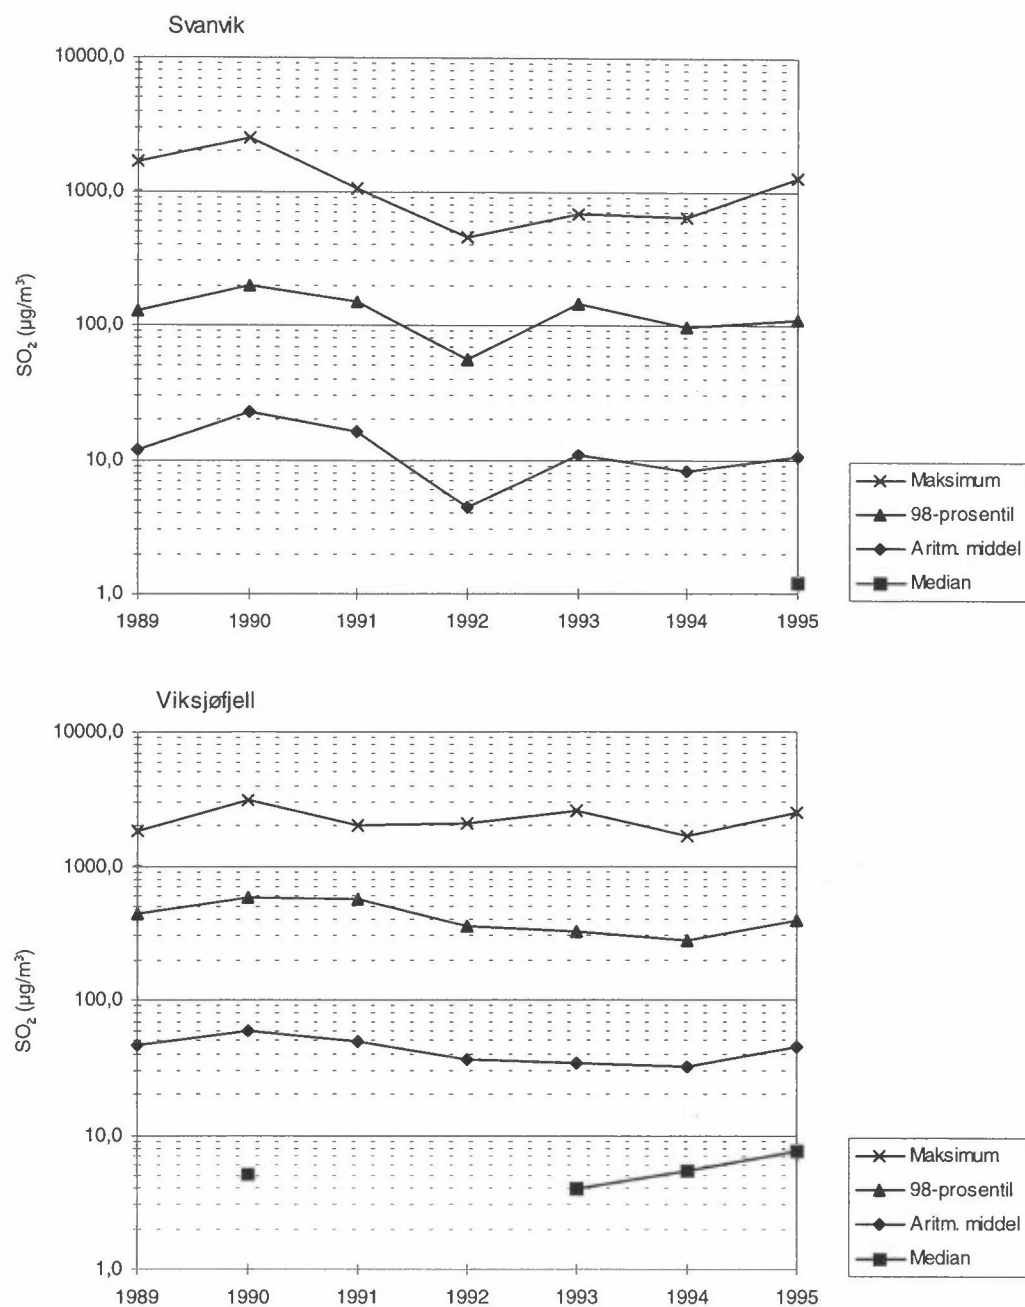 Svanvik
10000,0
1000,0
100,0
10,0
1,0
SO₂ (µg/m³)
1989 1990 1991 1992 1993 1994 1995
Maksimum
98-prosentil
Aritm. middel
Median
Viksjøfjell
10000,0
1000,0
100,0
10,0
1,0
SO₂ (µg/m³)
1989 1990 1991 1992 1993 1994 1995
Maksimum
98-prosentil
Aritm. middel
Median